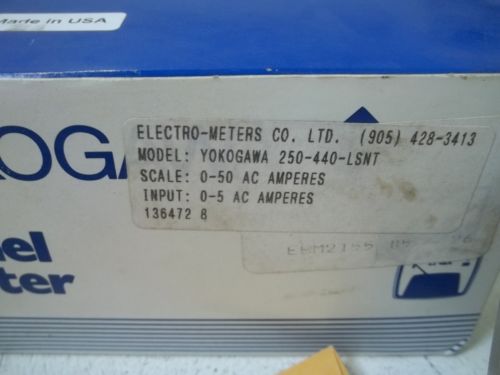 Made in USA
OGA
ELECTRO-METERS CO. LTD. (905) 428-3413
MODEL: YOKOGAWA 250-440-LSNT
SCALE: 0-50 AC AMPERES
INPUT: 0-5 AC AMPERES
136472 8
nel
ter